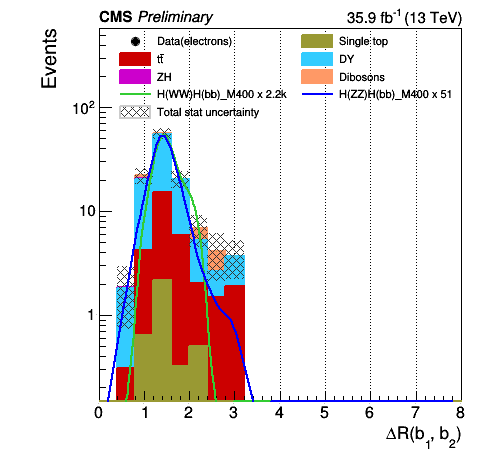 CMS Preliminary 35.9 fb⁻¹ (13 TeV)
Events
Data(electrons) Single top
tt̄ DY
ZH Dibosons
H(WW)H(bb)_M400 x 2.2k H(ZZ)H(bb)_M400 x 51
Total stat uncertainty
10²
10
1
0 1 2 3 4 5 6 7 8
ΔR(b₁, b₂)